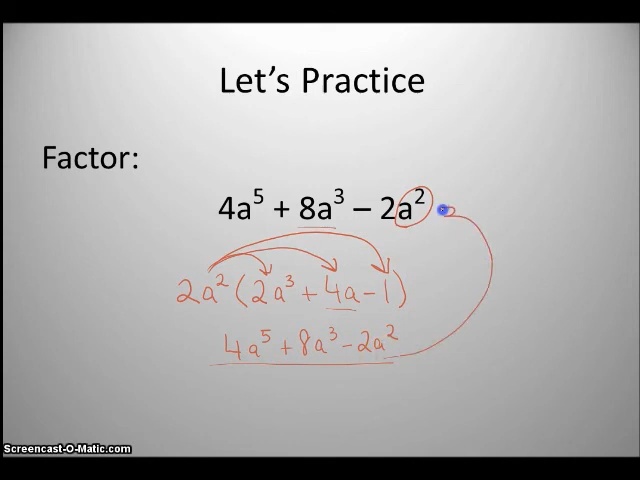 Let's Practice
Factor:
4a⁵ + 8a³ – 2a²
2a²(2a³ + 4a – 1)
4a⁵ + 8a³ – 2a²
Screencast-O-Matic.com